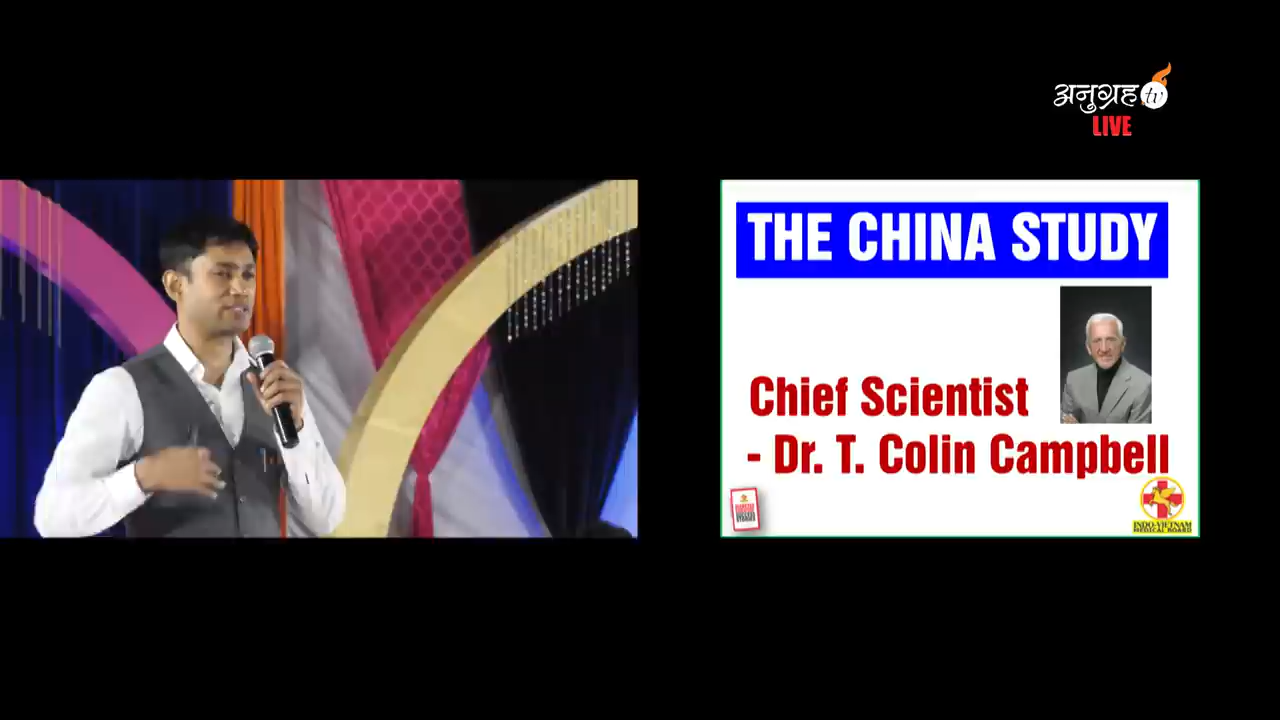 अनुग्रह tv
LIVE
THE CHINA STUDY
Chief Scientist
- Dr. T. Colin Campbell
INDO-VIETNAM
MEDICAL BOARD